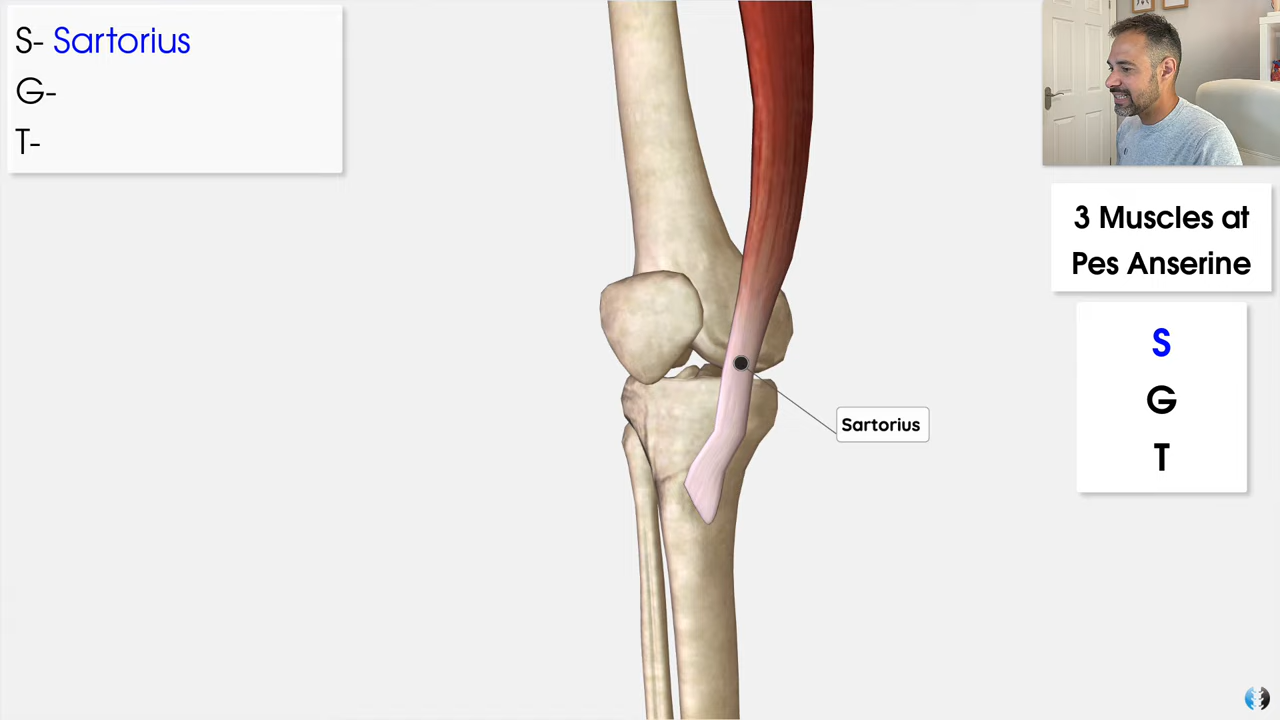 S- Sartorius
G-
T-
3 Muscles at
Pes Anserine
S
G
T
Sartorius